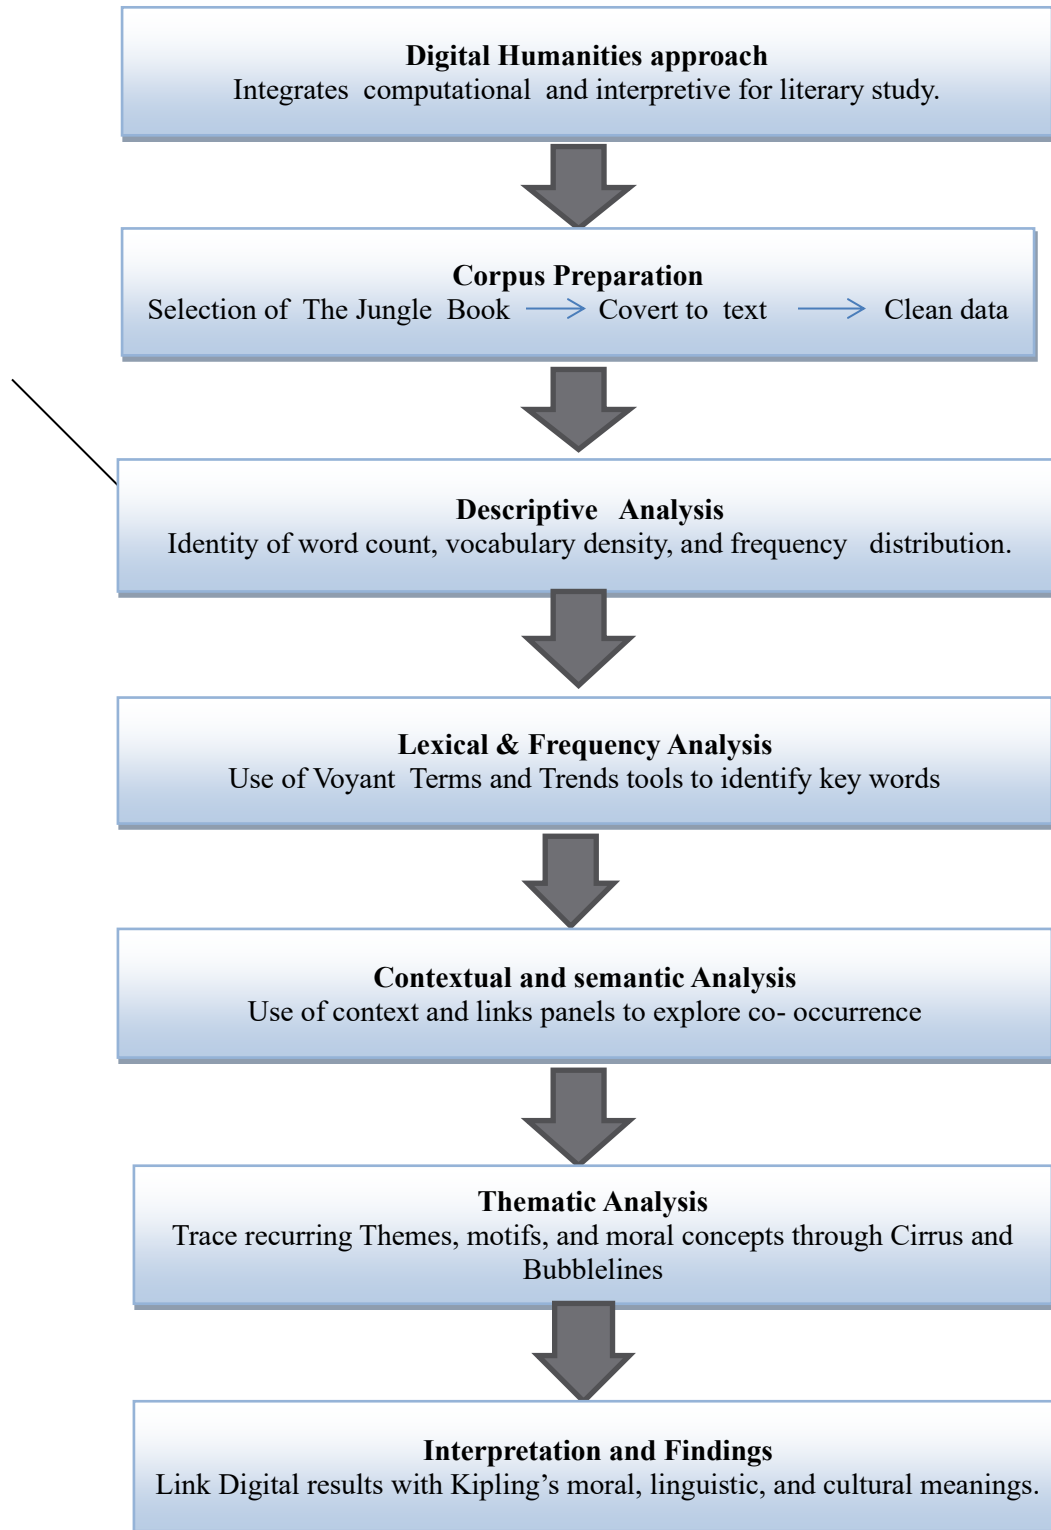 Digital Humanities approach
Integrates computational and interpretive for literary study.
Corpus Preparation
Selection of The Jungle Book Covert to text Clean data
Descriptive Analysis
Identity of word count, vocabulary density, and frequency distribution.
Lexical & Frequency Analysis
Use of Voyant Terms and Trends tools to identify key words
Contextual and semantic Analysis
Use of context and links panels to explore co- occurrence
Thematic Analysis
Trace recurring Themes, motifs, and moral concepts through Cirrus and
Bubblelines
Interpretation and Findings
Link Digital results with Kipling’s moral, linguistic, and cultural meanings.